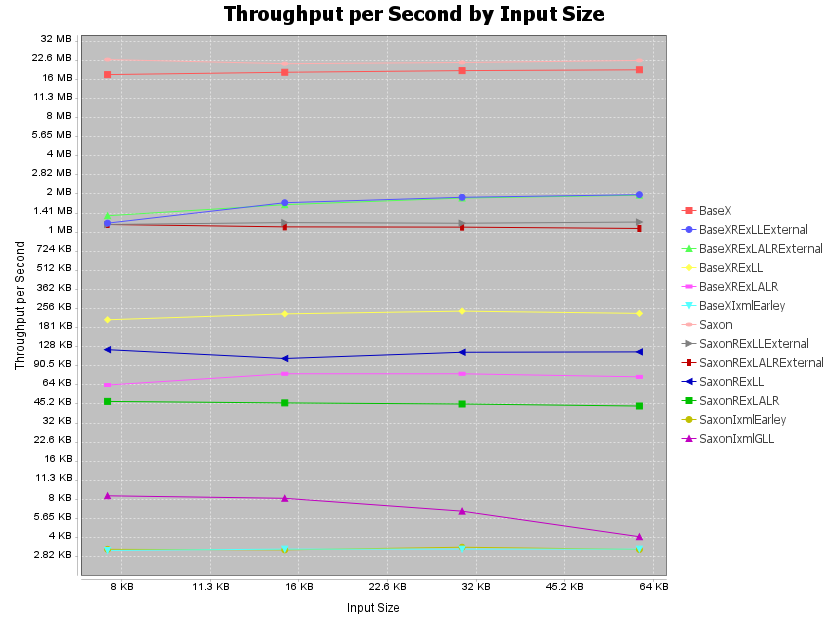 Throughput per Second by Input Size
Throughput per Second
32 MB
22.6 MB
16 MB
11.3 MB
8 MB
5.65 MB
4 MB
2.82 MB
2 MB
1.41 MB
1 MB
724 KB
512 KB
362 KB
256 KB
181 KB
128 KB
90.5 KB
64 KB
45.2 KB
32 KB
22.6 KB
16 KB
11.3 KB
8 KB
5.65 KB
4 KB
2.82 KB
8 KB
11.3 KB
16 KB
22.6 KB
32 KB
45.2 KB
64 KB
Input Size
BaseX
BaseXRExLLExternal
BaseXRExLALRExternal
BaseXRExLL
BaseXRExLALR
BaseXIxmlEarley
Saxon
SaxonRExLLExternal
SaxonRExLALRExternal
SaxonRExLL
SaxonRExLALR
SaxonIxmlEarley
SaxonIxmlGLL